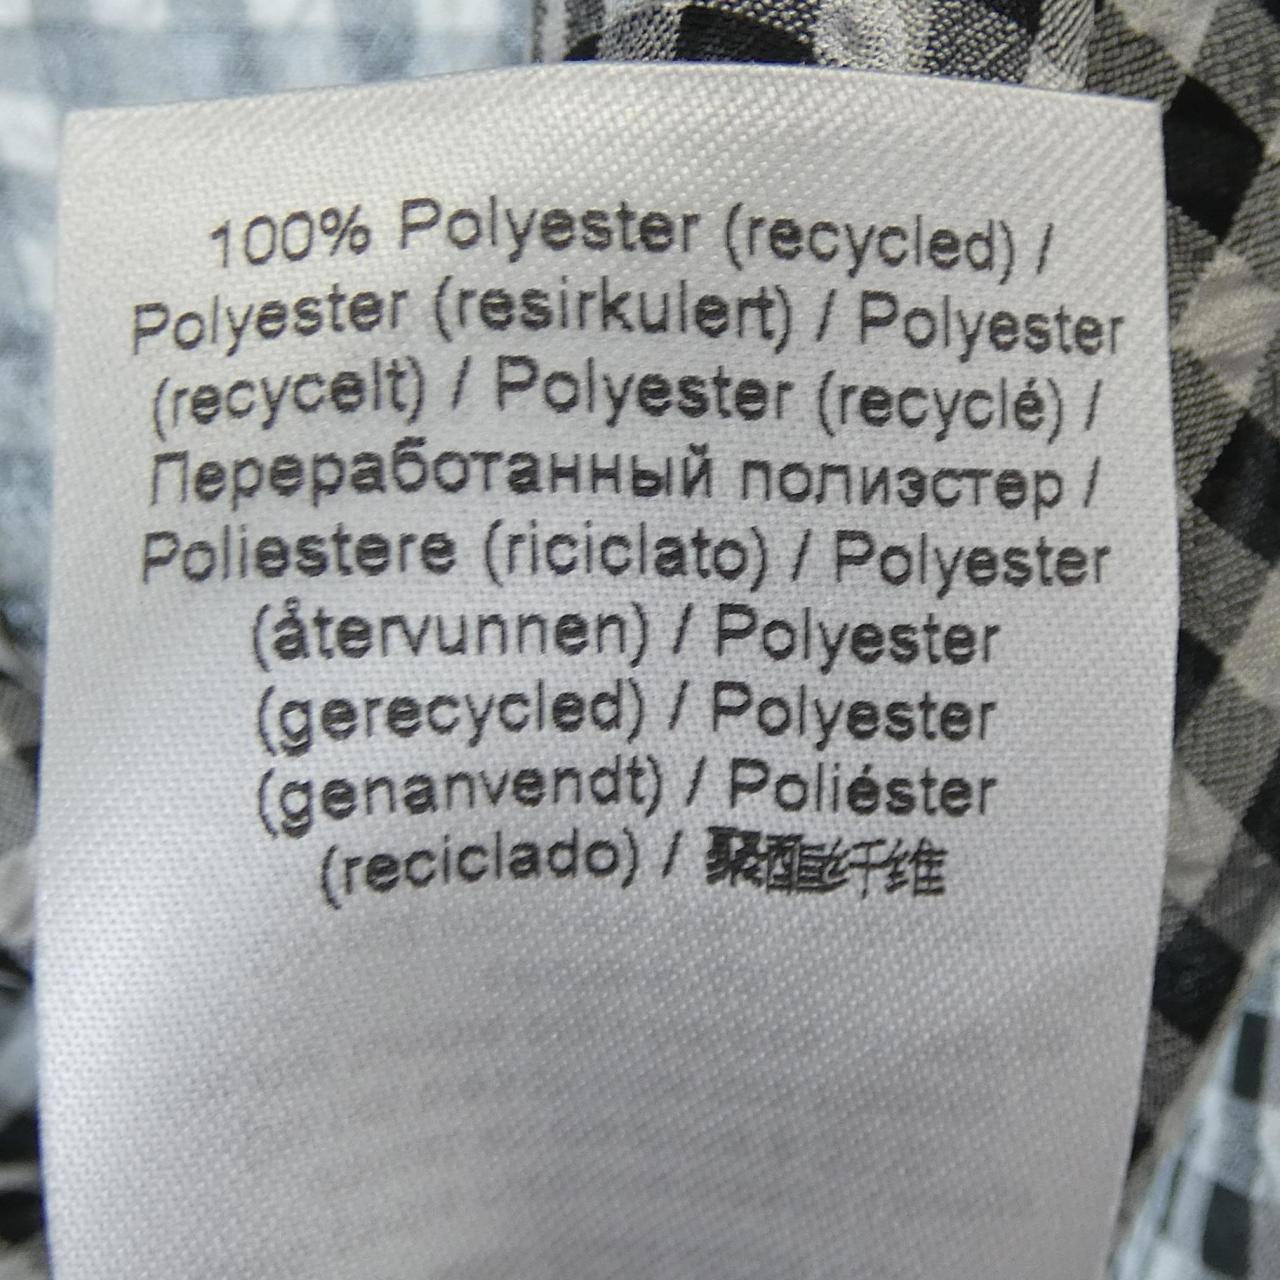 100% Polyester (recycled) /
Polyester (resirkulert) / Polyester
(recycelt) / Polyester (recyclé) /
Переработанный полиэстер /
Poliestere (riciclato) / Polyester
(återvunnen) / Polyester
(gerecycled) / Polyester
(genanvendt) / Poliéster
(reciclado) / 聚酯纤维